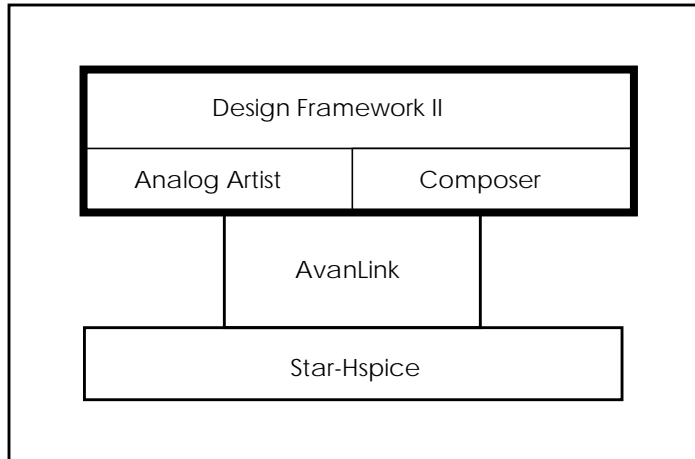 Design Framework II
Analog Artist
Composer
AvanLink
Star-Hspice